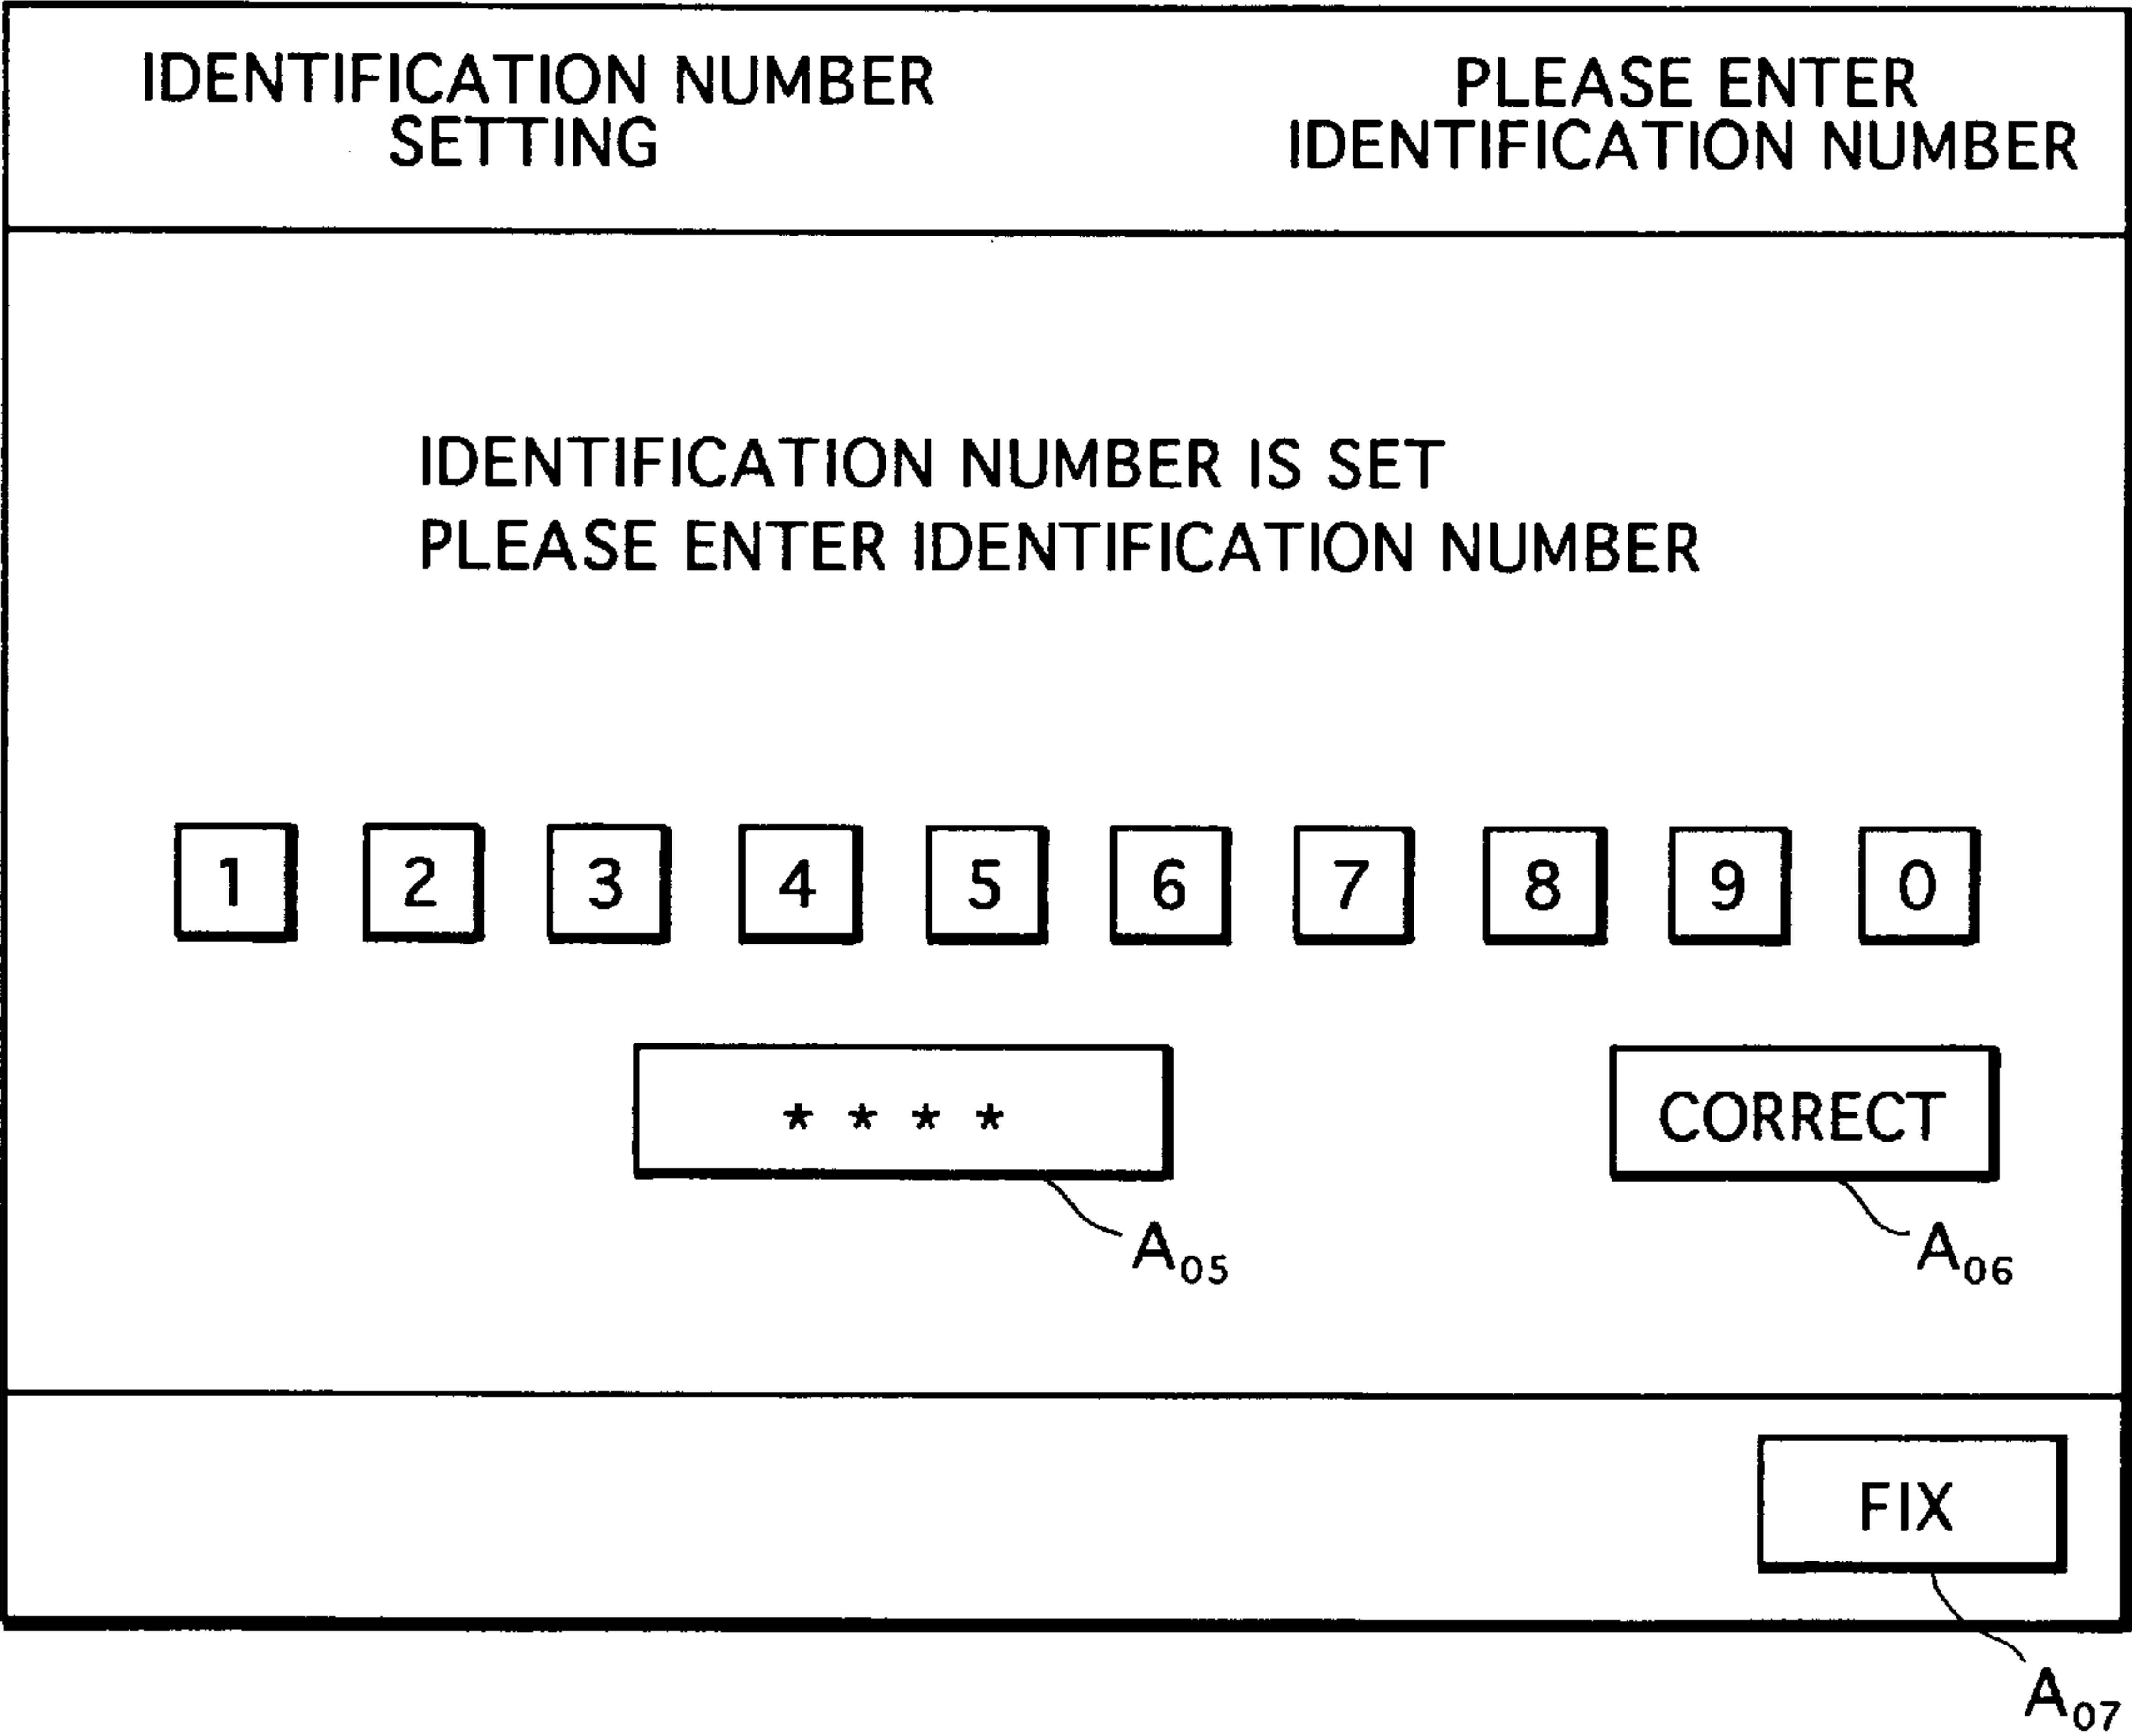 IDENTIFICATION NUMBER
SETTING
PLEASE ENTER
IDENTIFICATION NUMBER
IDENTIFICATION NUMBER IS SET
PLEASE ENTER IDENTIFICATION NUMBER
1 2 3 4 5 6 7 8 9 0
* * * *
CORRECT
A05
A06
FIX
A07